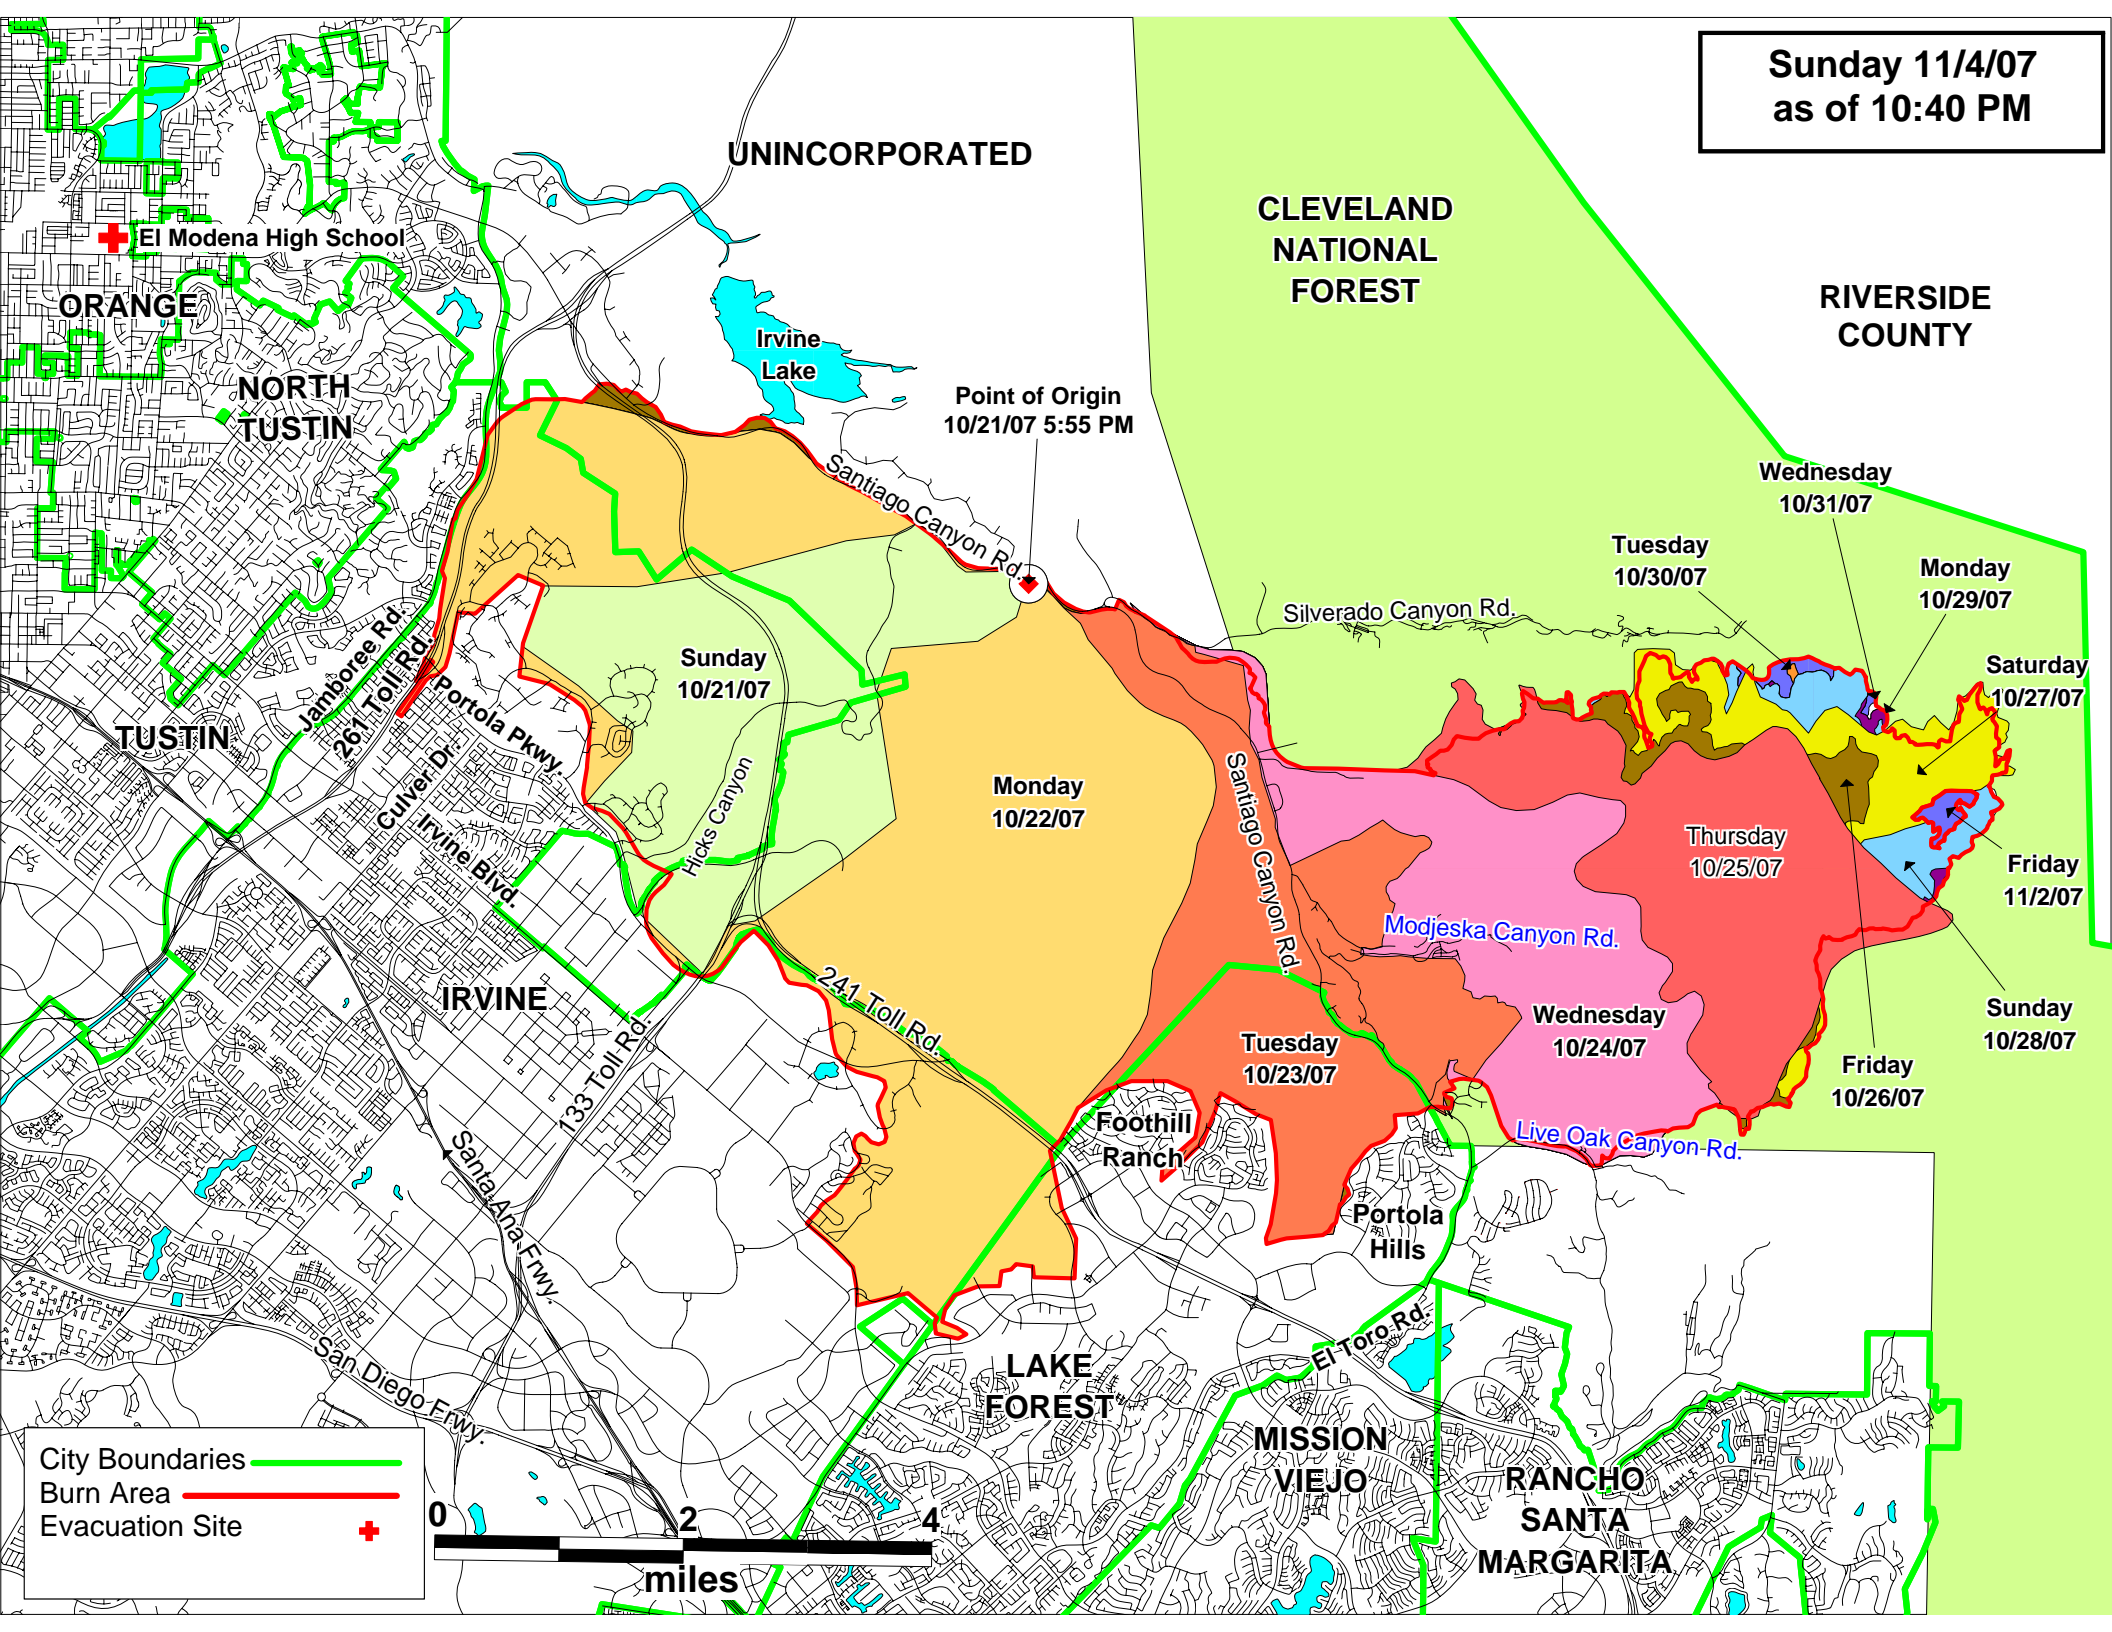 Sunday 11/4/07
as of 10:40 PM
UNINCORPORATED
CLEVELAND
NATIONAL
FOREST
RIVERSIDE
COUNTY
El Modena High School
ORANGE
NORTH
TUSTIN
Irvine
Lake
Point of Origin
10/21/07 5:55 PM
Santiago Canyon Rd.
Wednesday
10/31/07
Tuesday
10/30/07
Monday
10/29/07
Silverado Canyon Rd.
Saturday
10/27/07
Sunday
10/21/07
Jamboree Rd.
261 Toll Rd.
Portola Pkwy.
TUSTIN
Culver Dr.
Irvine Blvd.
Hicks Canyon
Monday
10/22/07
Santiago Canyon Rd.
Thursday
10/25/07
Friday
11/2/07
Modjeska Canyon Rd.
IRVINE
241 Toll Rd.
133 Toll Rd.
Tuesday
10/23/07
Wednesday
10/24/07
Sunday
10/28/07
Friday
10/26/07
Foothill
Ranch
Live Oak Canyon Rd.
Santa Ana Frwy.
Portola
Hills
San Diego Frwy.
El Toro Rd.
LAKE
FOREST
MISSION
VIEJO
RANCHO
SANTA
MARGARITA
City Boundaries
Burn Area
Evacuation Site
0 2 4
miles